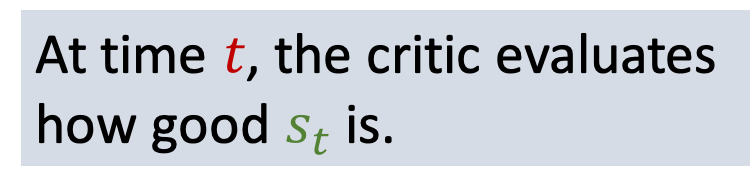 At time t, the critic evaluates
how good s_t is.